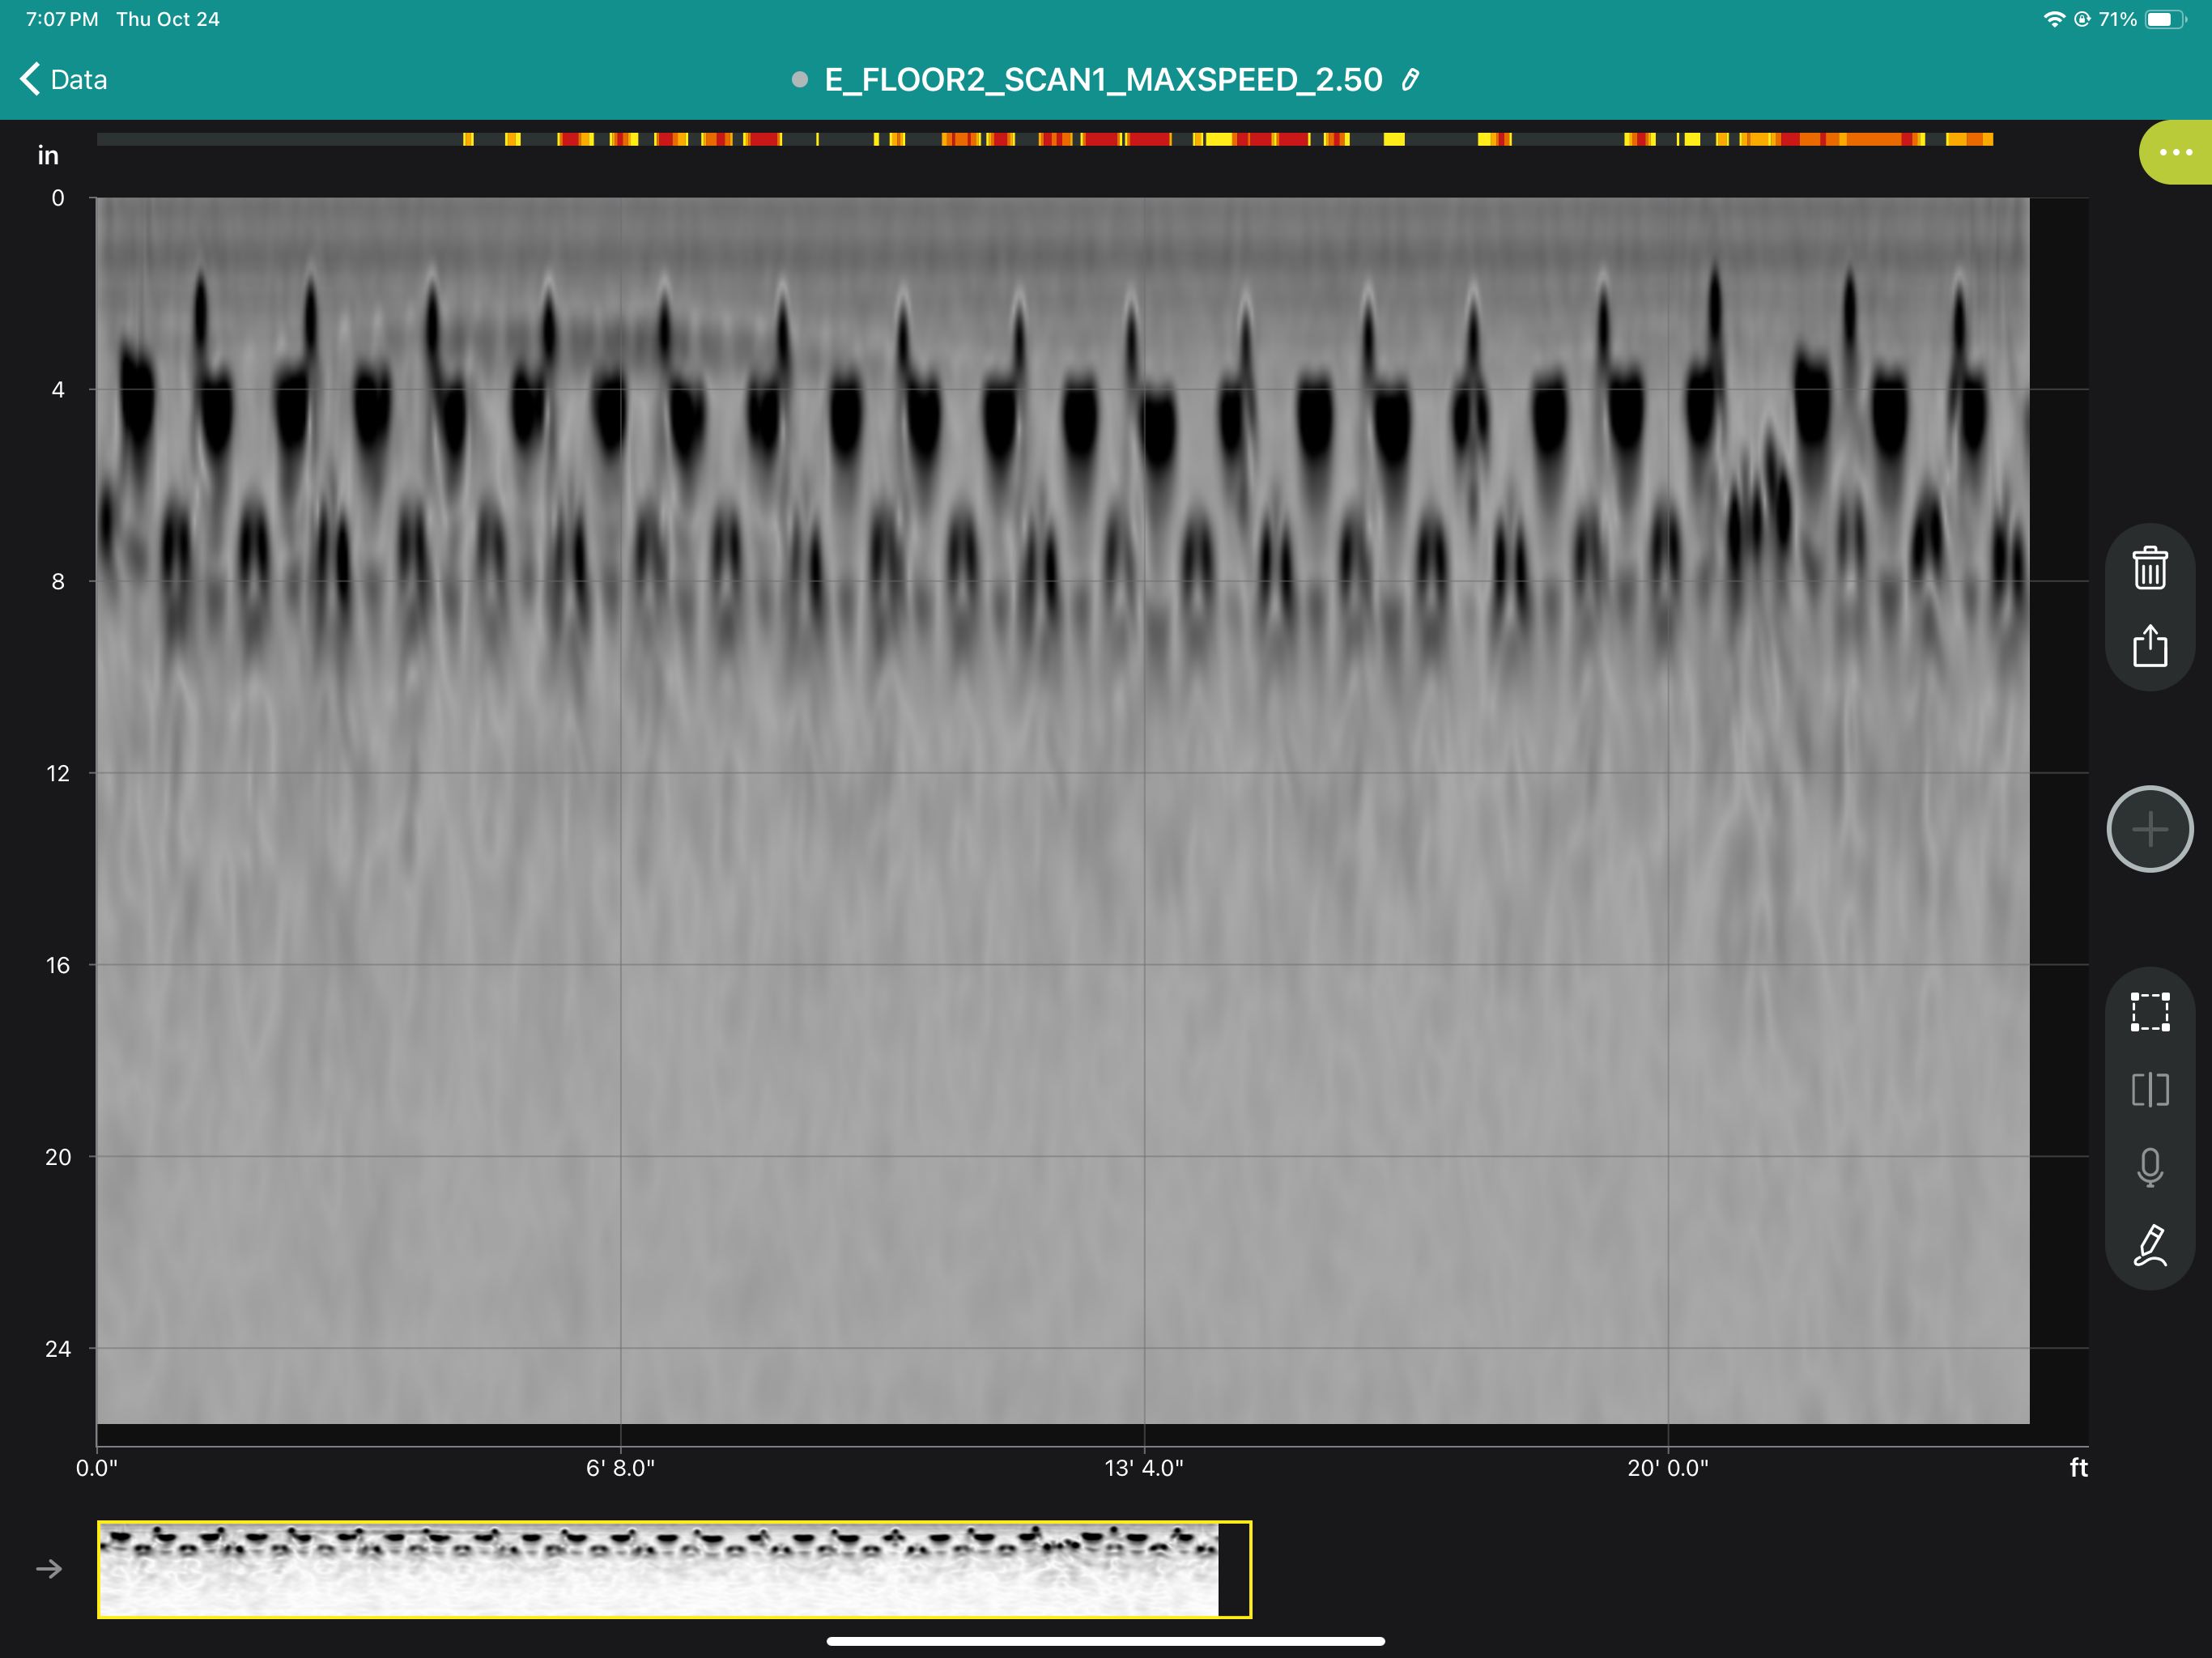 7:07 PM Thu Oct 24
71%
Data
E_FLOOR2_SCAN1_MAXSPEED_2.50
in
0
4
8
12
16
20
24
0.0" 6' 8.0" 13' 4.0" 20' 0.0" ft